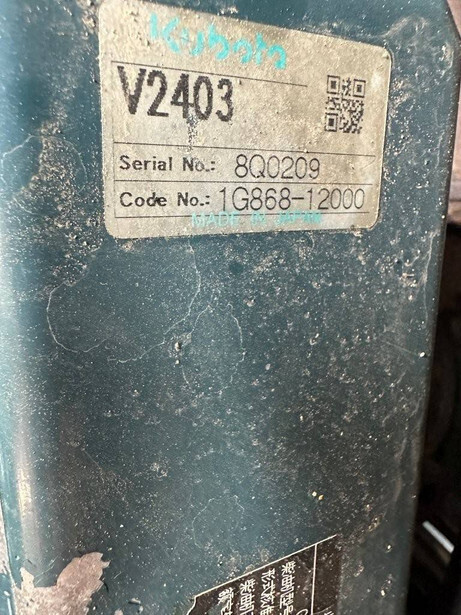 Kubota
V2403
Serial No.: 8Q0209
Code No.: 1G868-12000
MADE IN JAPAN